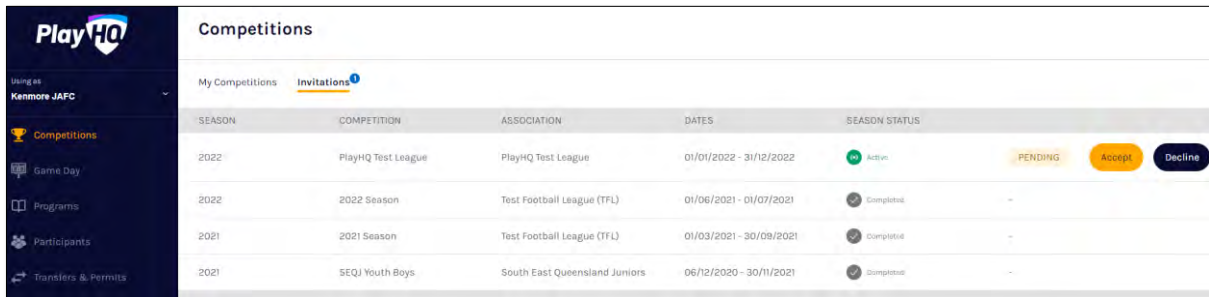 PlayHQ
Using as
Kenmore JAFC
Competitions
Game Day
Programs
Participants
Transfers & Permits
Competitions
My Competitions Invitations 1
SEASON COMPETITION ASSOCIATION DATES SEASON STATUS
2022 PlayHQ Test League PlayHQ Test League 01/01/2022 - 31/12/2022 Active PENDING Accept Decline
2022 2022 Season Test Football League (TFL) 01/06/2021 - 01/07/2021 Completed -
2021 2021 Season Test Football League (TFL) 01/03/2021 - 30/09/2021 Completed -
2021 SEQJ Youth Boys South East Queensland Juniors 06/12/2020 - 30/11/2021 Completed -